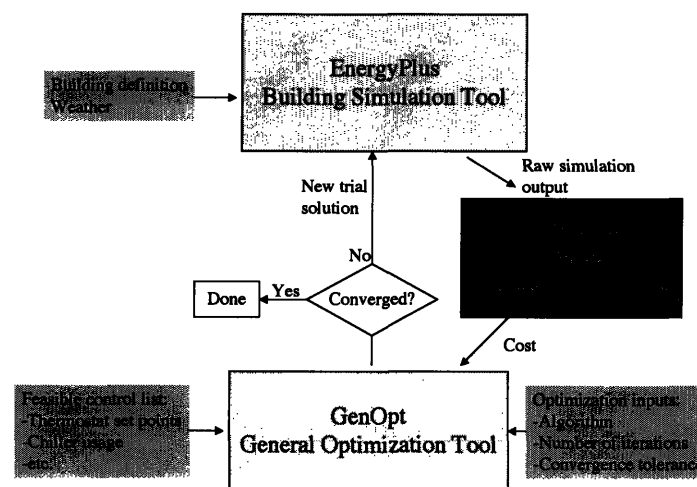 EnergyPlus
Building Simulation Tool
Building definition
Weather
New trial
solution
Raw simulation
output
No
Yes
Done
Converged?
Cost
Feasible control list:
-Thermostat set points
-Chiller usage
-etc.
GenOpt
General Optimization Tool
Optimization inputs:
-Algorithm
-Number of iterations
-Convergence tolerance